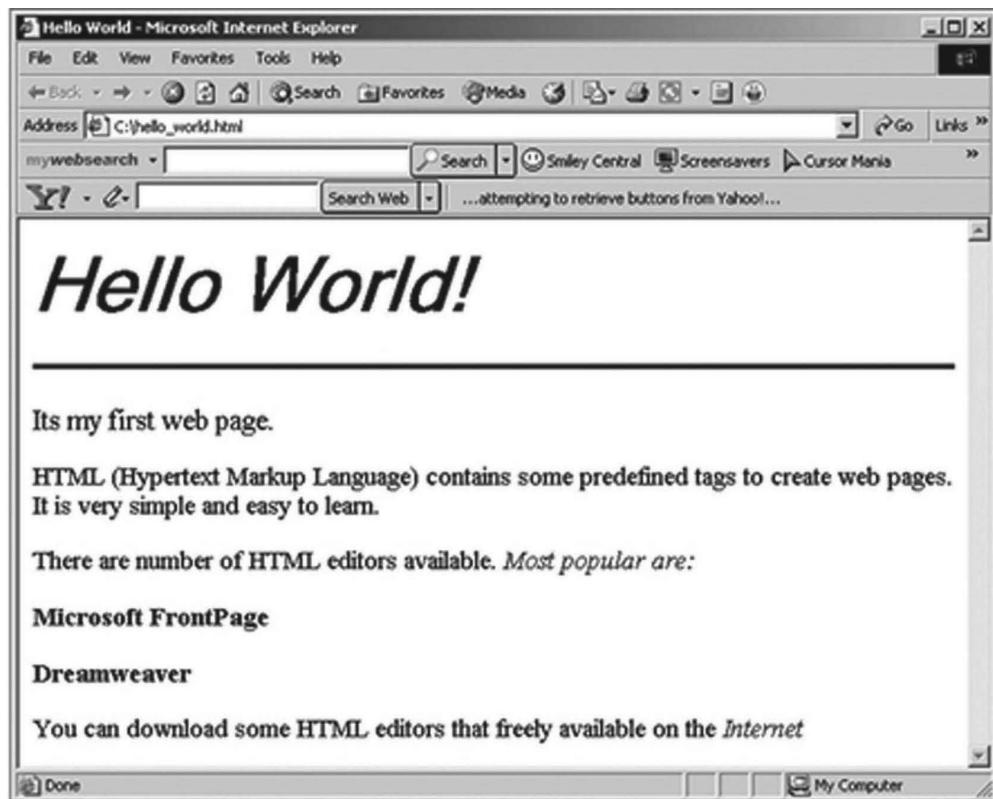 Hello World - Microsoft Internet Explorer
File Edit View Favorites Tools Help
Back Search Favorites Media
Address C:\hello_world.html Go Links »
mywebsearch Search Smiley Central Screensavers Cursor Mania »
Y! Search Web ...attempting to retrieve buttons from Yahoo!...
Hello World!
Its my first web page.
HTML (Hypertext Markup Language) contains some predefined tags to create web pages.
It is very simple and easy to learn.
There are number of HTML editors available. Most popular are:
Microsoft FrontPage
Dreamweaver
You can download some HTML editors that freely available on the Internet
Done My Computer